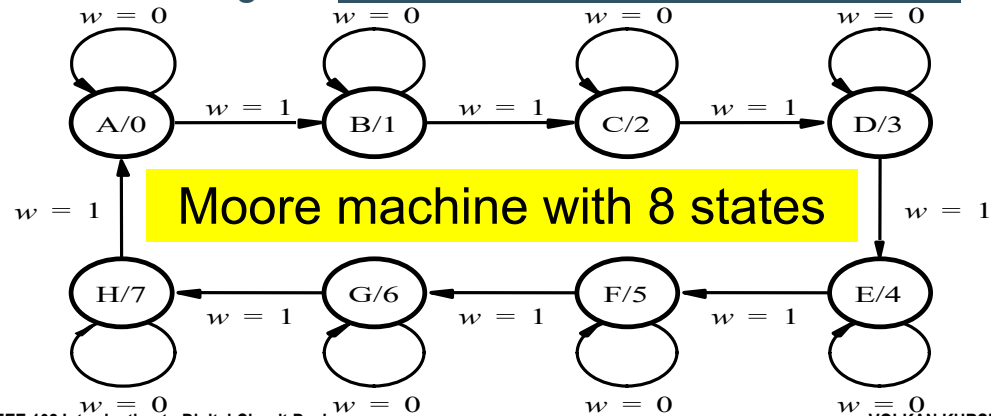 w = 0 w = 0 w = 0 w = 0
A/0 w = 1 B/1 w = 1 C/2 w = 1 D/3
w = 1 Moore machine with 8 states w = 1
H/7 w = 1 G/6 w = 1 F/5 w = 1 E/4
w = 0 w = 0 w = 0 w = 0